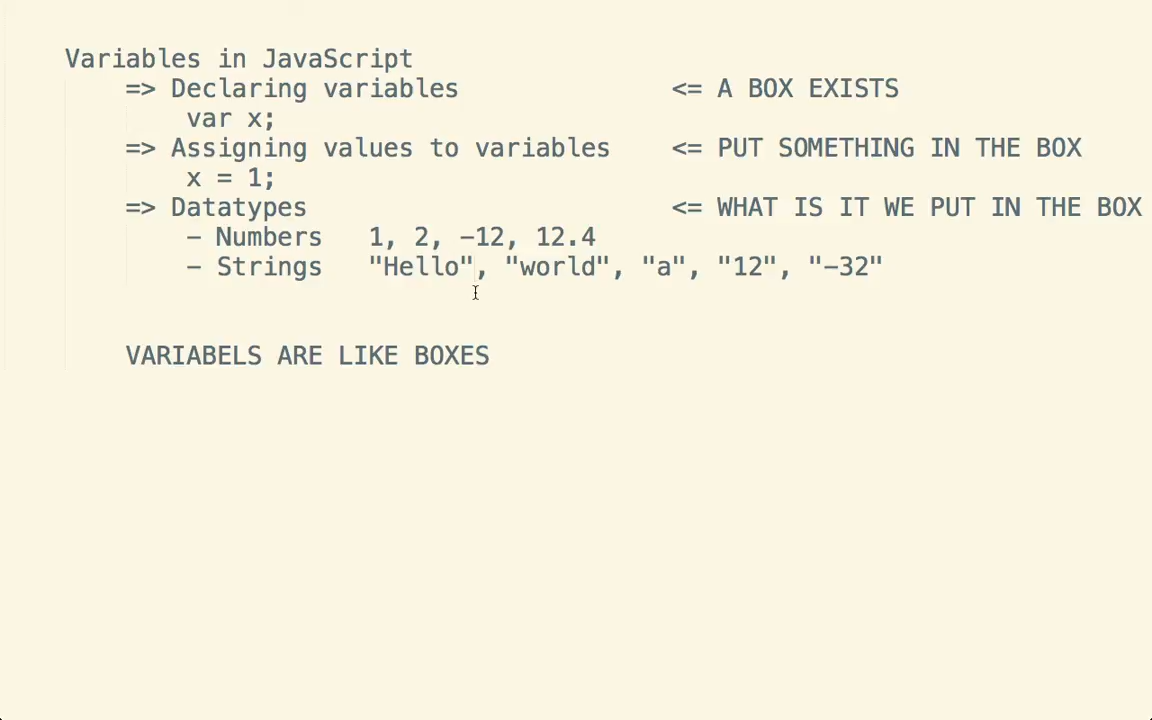 Variables in JavaScript
=> Declaring variables <= A BOX EXISTS
var x;
=> Assigning values to variables <= PUT SOMETHING IN THE BOX
x = 1;
=> Datatypes <= WHAT IS IT WE PUT IN THE BOX
- Numbers 1, 2, -12, 12.4
- Strings "Hello", "world", "a", "12", "-32"
VARIABELS ARE LIKE BOXES